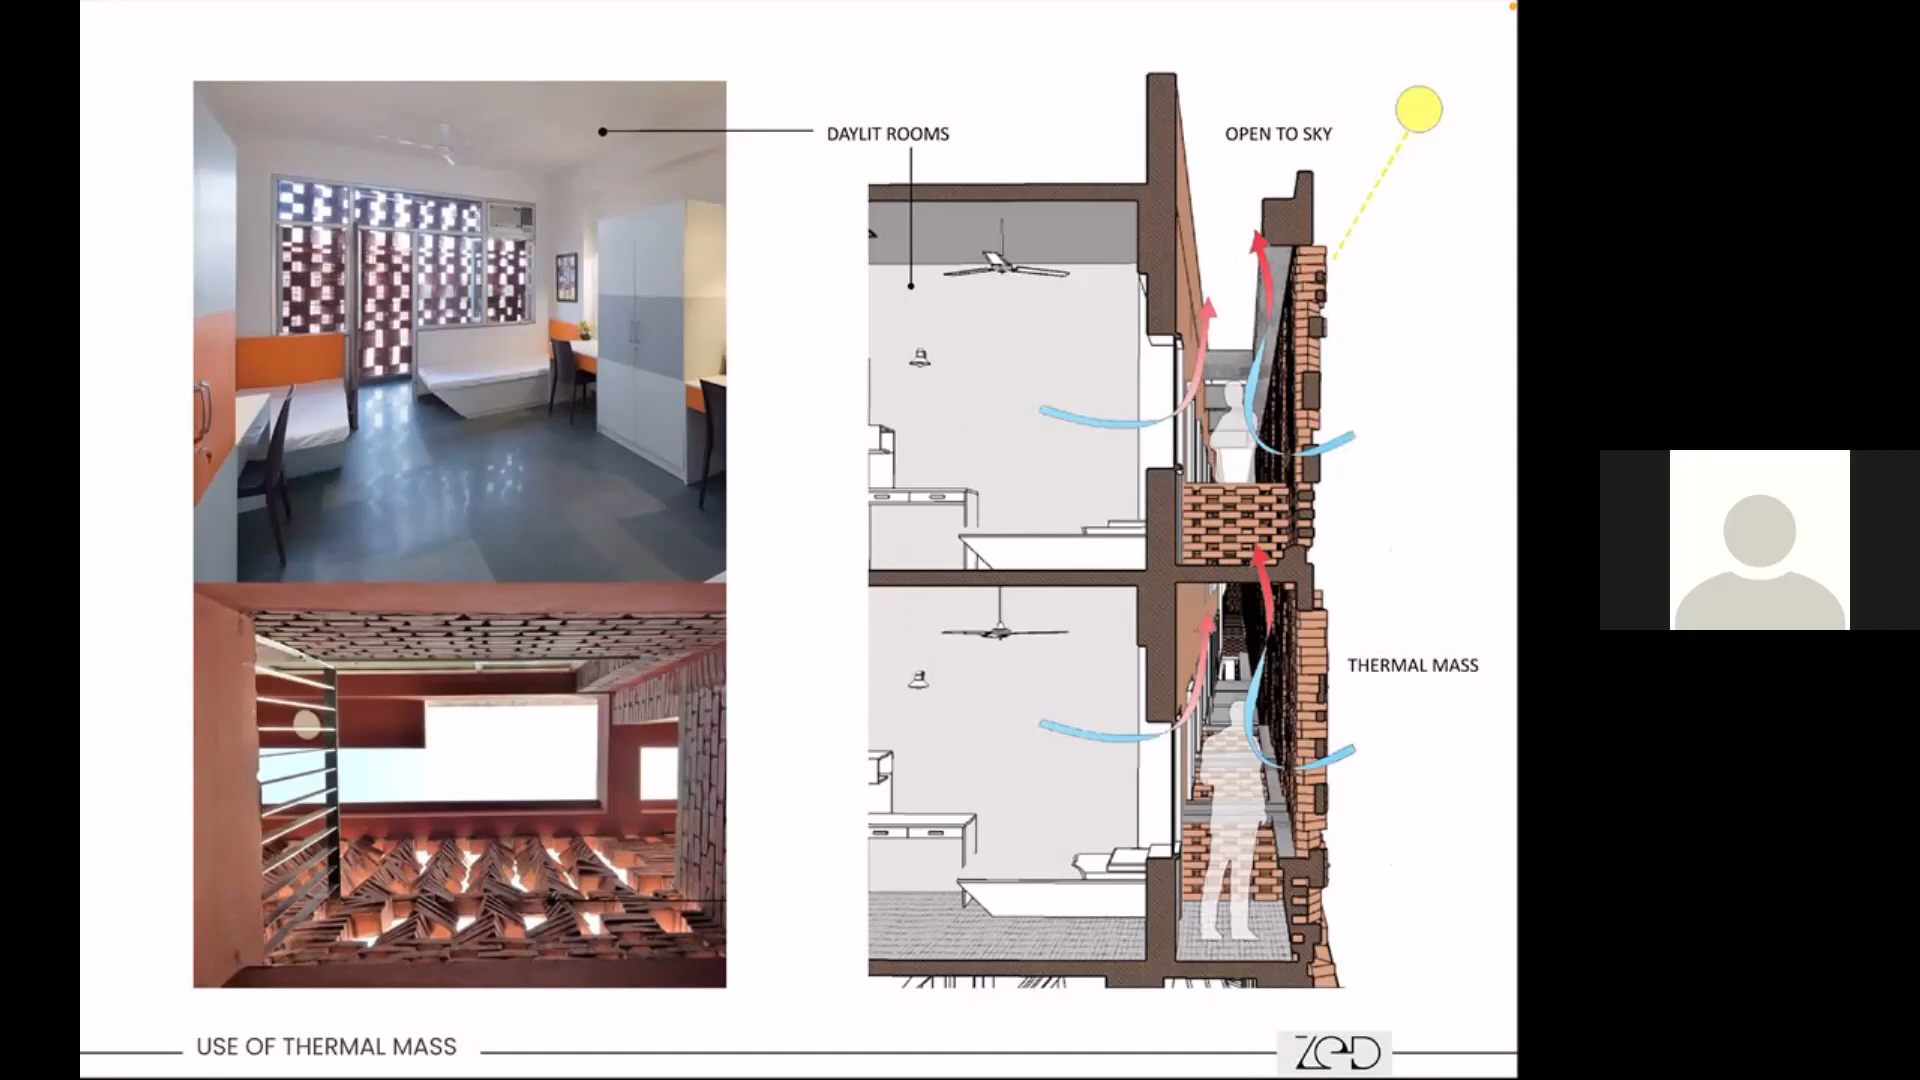 DAYLIT ROOMS
OPEN TO SKY
THERMAL MASS
USE OF THERMAL MASS
ZED